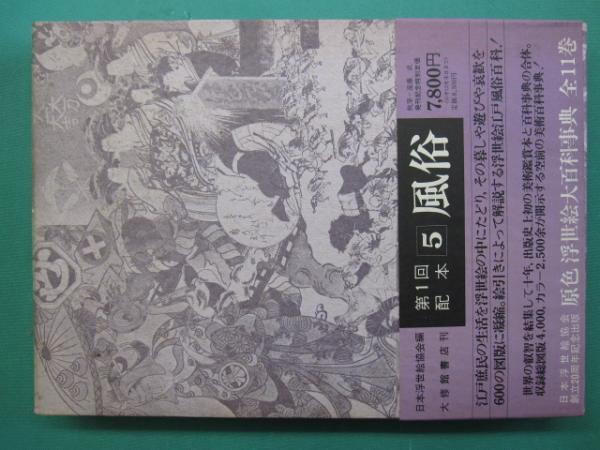 日本浮世絵協会
創立20周年記念出版
原色 浮世絵大百科事典 全11巻
世界の叡智を結集して十年、出版史上初の美術鑑賞本と百科事典の合体。
収録総図版4,000、カラー2,500余が開示する空前の美術百科事典！
江戸庶民の生活を浮世絵の中にたどり、その暮しや遊びや哀歓を
600の図版に凝縮。絵引きによって解説する浮世絵江戸風俗百科！
第1回
配本
5
風俗
発刊記念特別定価
7,800円
日本浮世絵協会編
大修館書店刊